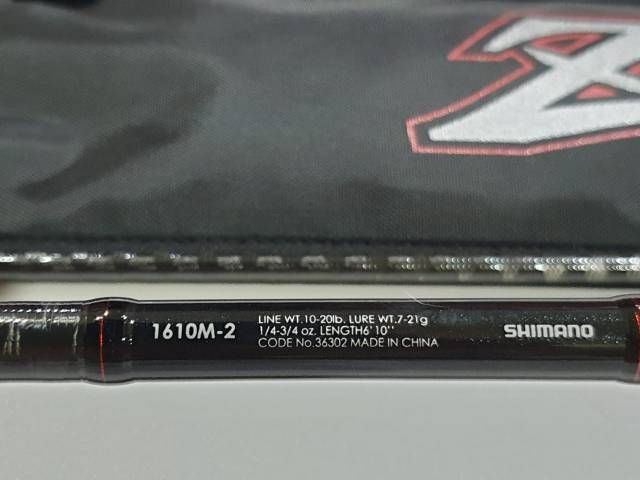 1610M-2
LINE WT.10-20lb. LURE WT.7-21g
1/4-3/4 oz. LENGTH6'10''
CODE No.36302 MADE IN CHINA
SHIMANO